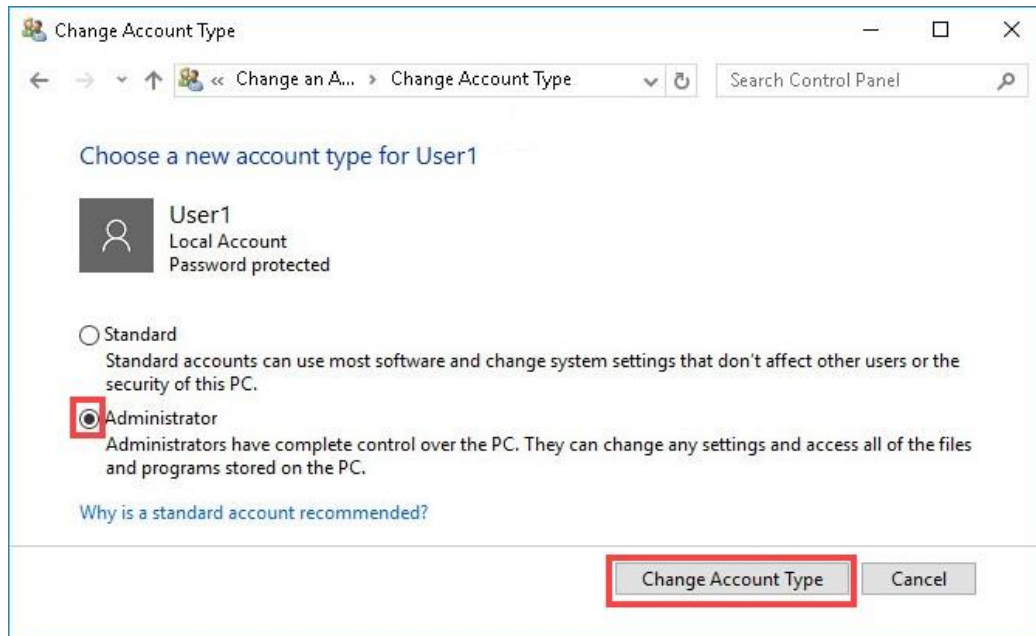 Change Account Type
« Change an A... › Change Account Type
Search Control Panel
Choose a new account type for User1
User1
Local Account
Password protected
Standard
Standard accounts can use most software and change system settings that don't affect other users or the
security of this PC.
Administrator
Administrators have complete control over the PC. They can change any settings and access all of the files
and programs stored on the PC.
Why is a standard account recommended?
Change Account Type
Cancel